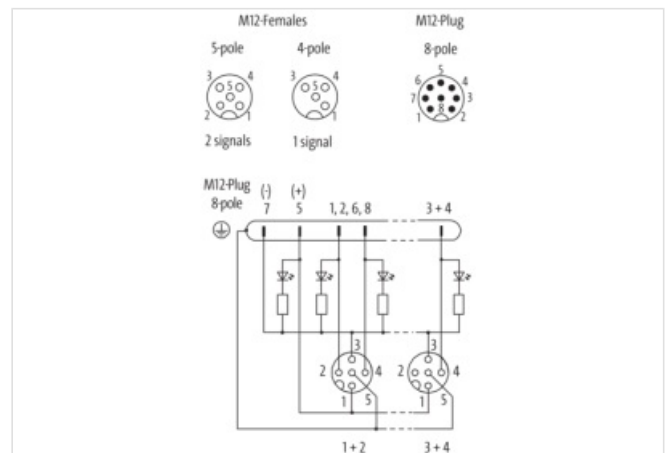 M12-Females M12-Plug
5-pole 4-pole 8-pole
3 4 5 2 1
3 4 5 1
5 6 4 7 3 8 1 2
2 signals 1 signal
M12-Plug (-) (+)
8-pole 7 5 1, 2, 6, 8 3 + 4
3 3
2 4 2 4
1 5 1 5
1 + 2 3 + 4